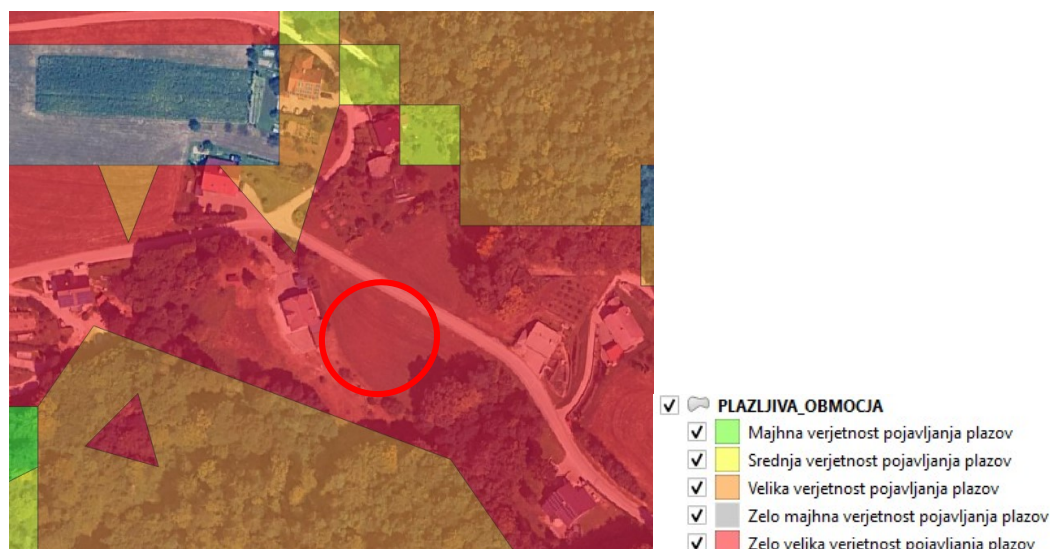 PLAZLJIVA_OBMOCJA
Majhna verjetnost pojavljanja plazov
Srednja verjetnost pojavljanja plazov
Velika verjetnost pojavljanja plazov
Zelo majhna verjetnost pojavljanja plazov
Zelo velika verjetnost pojavljanja plazov